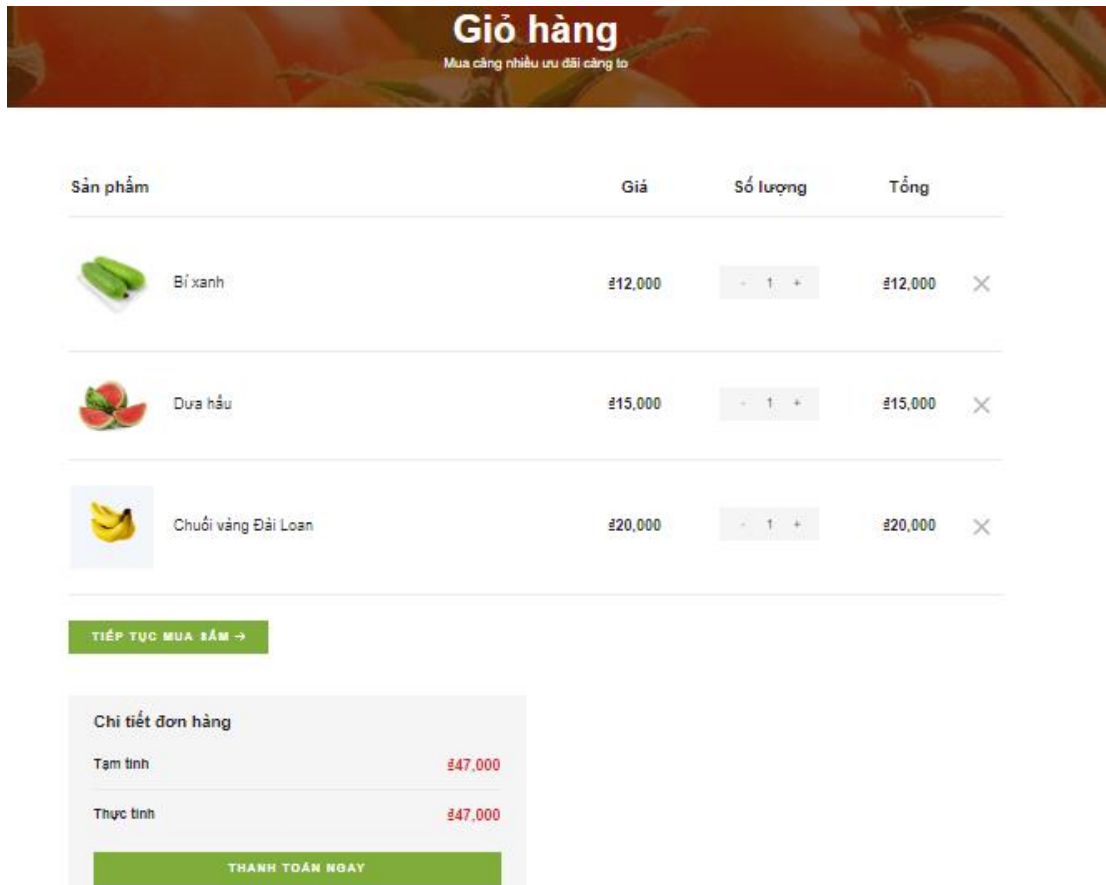 Giỏ hàng
Mua càng nhiều ưu đãi càng to
Sản phẩm Giá Số lượng Tổng
Bí xanh ₫12,000 - 1 + ₫12,000
Dưa hấu ₫15,000 - 1 + ₫15,000
Chuối vàng Đài Loan ₫20,000 - 1 + ₫20,000
TIẾP TỤC MUA SẮM →
Chi tiết đơn hàng
Tạm tính ₫47,000
Thực tính ₫47,000
THANH TOÁN NGAY